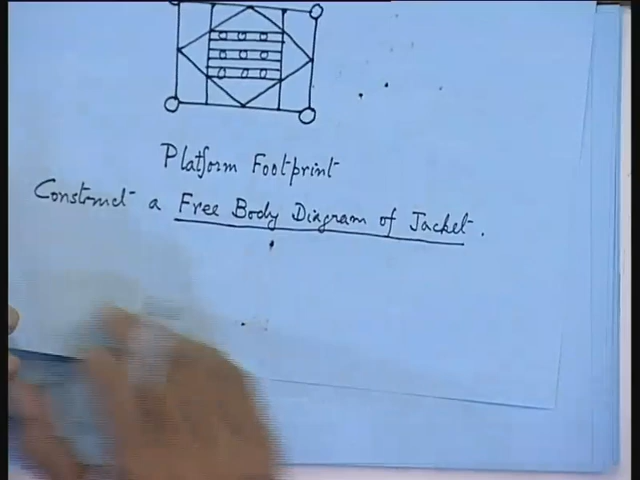 Platform Footprint
Construct a Free Body Diagram of Jacket.